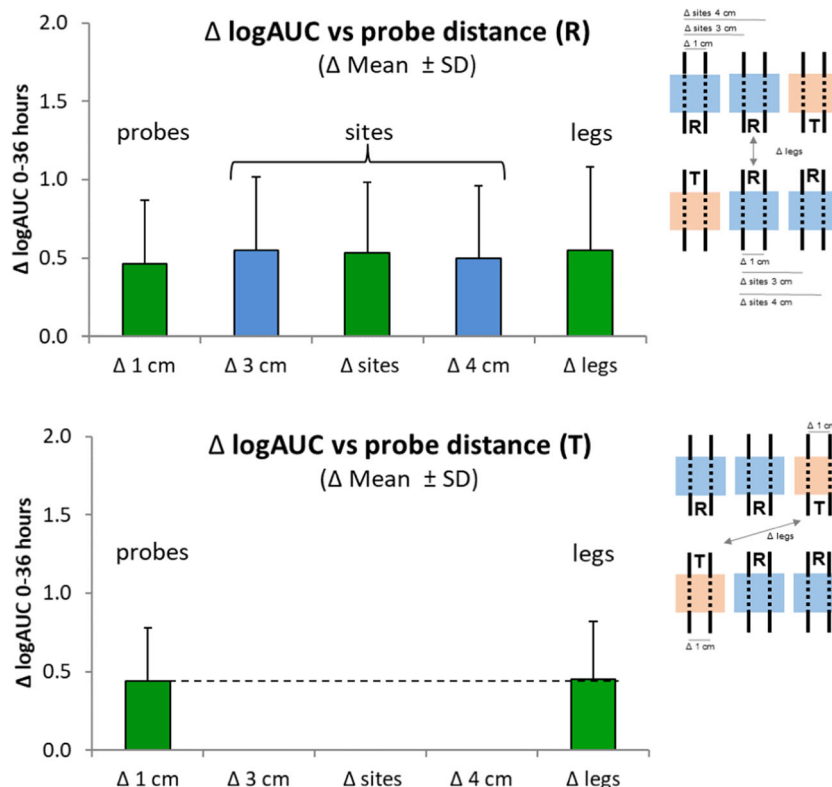 Δ logAUC vs probe distance (R)
(Δ Mean ± SD)
Δ logAUC 0-36 hours
2.0
1.5
1.0
0.5
0.0
probes
sites
legs
Δ 1 cm
Δ 3 cm
Δ sites
Δ 4 cm
Δ legs
Δ sites 4 cm
Δ sites 3 cm
Δ 1 cm
R
R
T
Δ legs
T
R
R
Δ 1 cm
Δ sites 3 cm
Δ sites 4 cm
Δ logAUC vs probe distance (T)
(Δ Mean ± SD)
Δ logAUC 0-36 hours
2.0
1.5
1.0
0.5
0.0
probes
legs
Δ 1 cm
Δ 3 cm
Δ sites
Δ 4 cm
Δ legs
Δ 1 c
R
R
T
Δ legs
T
R
R
Δ 1 cm